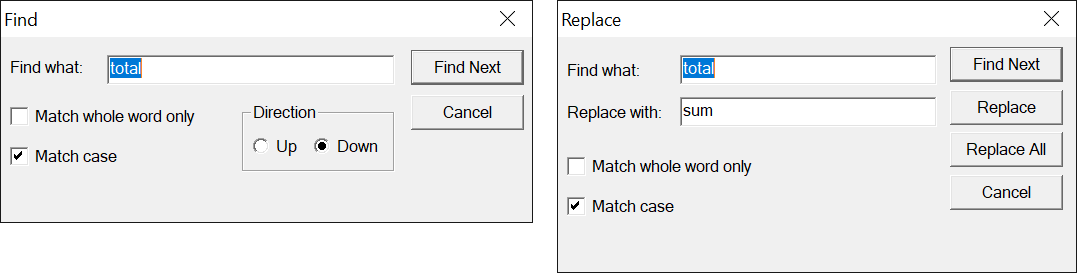 Find
Find what: total
Find Next
Match whole word only
Direction
Cancel
Match case
Up Down
Replace
Find what: total
Find Next
Replace with: sum
Replace
Match whole word only
Replace All
Match case
Cancel